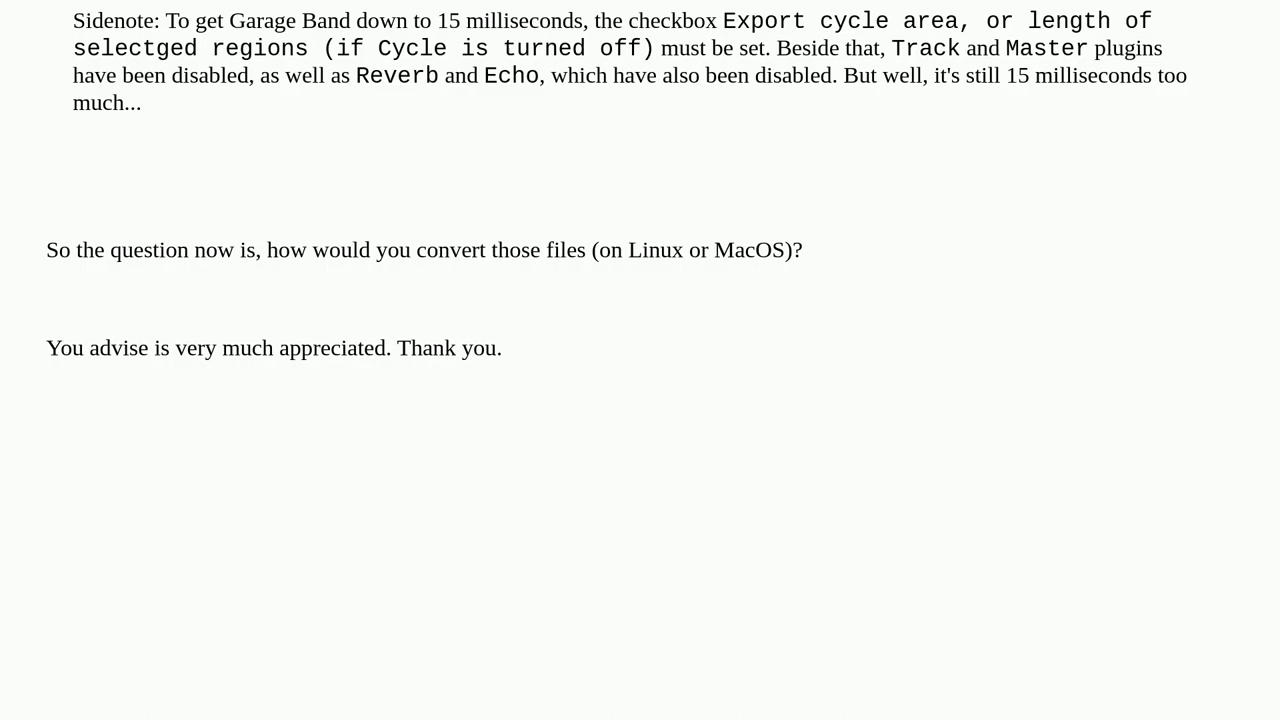 Sidenote: To get Garage Band down to 15 milliseconds, the checkbox Export cycle area, or length of
selectged regions (if Cycle is turned off) must be set. Beside that, Track and Master plugins
have been disabled, as well as Reverb and Echo, which have also been disabled. But well, it's still 15 milliseconds too
much...
So the question now is, how would you convert those files (on Linux or MacOS)?
You advise is very much appreciated. Thank you.